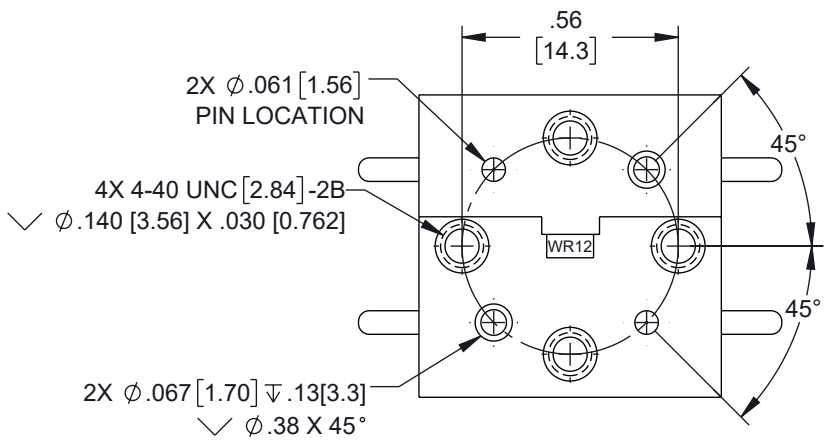 .56
[14.3]
2X ⌀.061[1.56]
PIN LOCATION
45°
4X 4-40 UNC[2.84]-2B
⌵ ⌀.140 [3.56] X .030 [0.762]
WR12
45°
2X ⌀.067[1.70]↧.13[3.3]
⌵ ⌀.38 X 45°